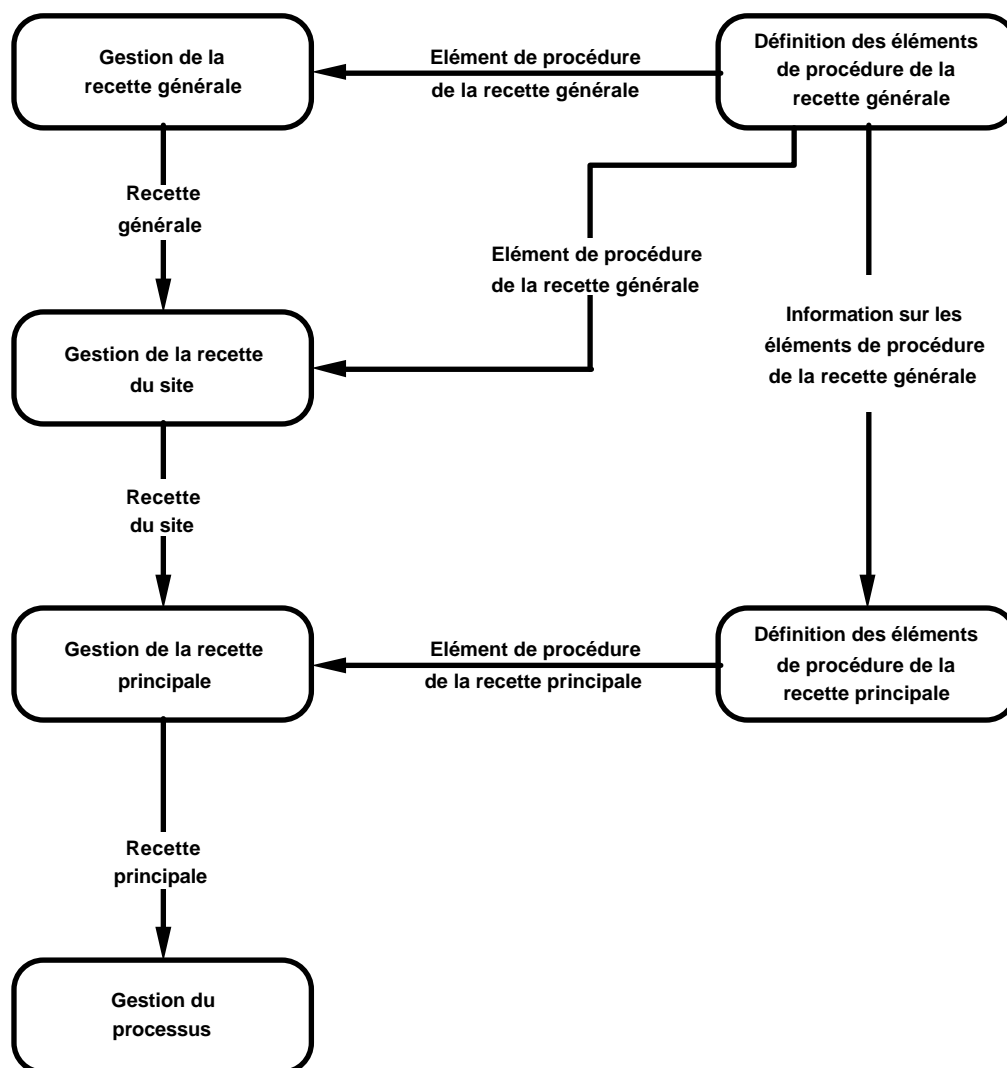 Gestion de la
recette générale
Elément de procédure
de la recette générale
Définition des éléments
de procédure de la
recette générale
Recette
générale
Elément de procédure
de la recette générale
Gestion de la recette
du site
Information sur les
éléments de procédure
de la recette générale
Recette
du site
Gestion de la recette
principale
Elément de procédure
de la recette principale
Définition des éléments
de procédure de la
recette principale
Recette
principale
Gestion du
processus